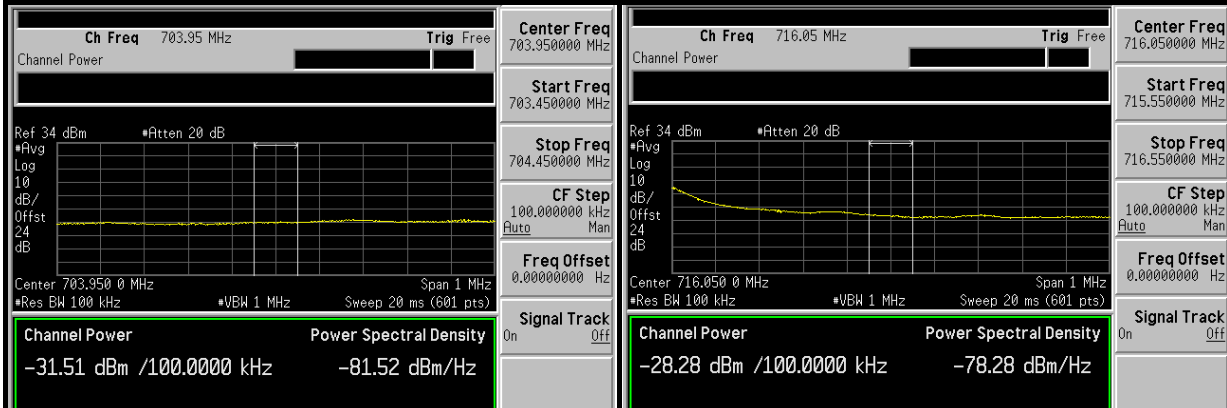 Ch Freq 703.95 MHz Trig Free
Channel Power
Ref 34 dBm #Atten 20 dB
#Avg
Log
10
dB/
Offst
24
dB
Center 703.950 0 MHz Span 1 MHz
#Res BW 100 kHz #VBW 1 MHz Sweep 20 ms (601 pts)
Channel Power Power Spectral Density
-31.51 dBm /100.0000 kHz -81.52 dBm/Hz
Center Freq
703.950000 MHz
Start Freq
703.450000 MHz
Stop Freq
704.450000 MHz
CF Step
100.000000 kHz
Auto Man
Freq Offset
0.00000000 Hz
Signal Track
On Off
Ch Freq 716.05 MHz Trig Free
Channel Power
Ref 34 dBm #Atten 20 dB
#Avg
Log
10
dB/
Offst
24
dB
Center 716.050 0 MHz Span 1 MHz
#Res BW 100 kHz #VBW 1 MHz Sweep 20 ms (601 pts)
Channel Power Power Spectral Density
-28.28 dBm /100.0000 kHz -78.28 dBm/Hz
Center Freq
716.050000 MHz
Start Freq
715.550000 MHz
Stop Freq
716.550000 MHz
CF Step
100.000000 kHz
Auto Man
Freq Offset
0.00000000 Hz
Signal Track
On Off